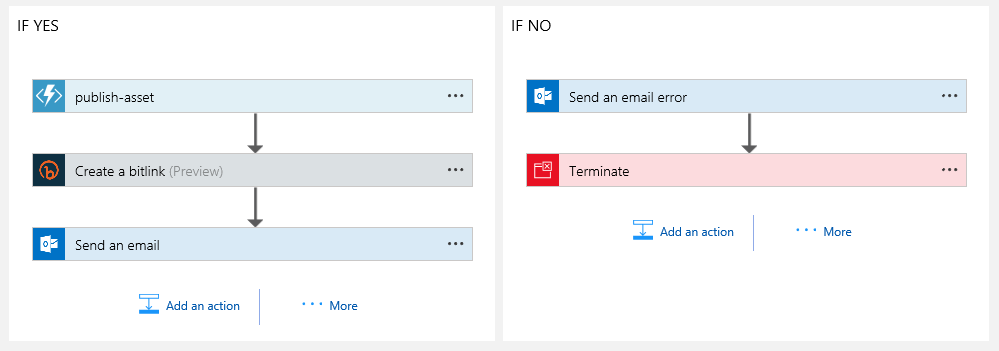 IF YES
publish-asset
Create a bitlink (Preview)
Send an email
Add an action
More
IF NO
Send an email error
Terminate
Add an action
More